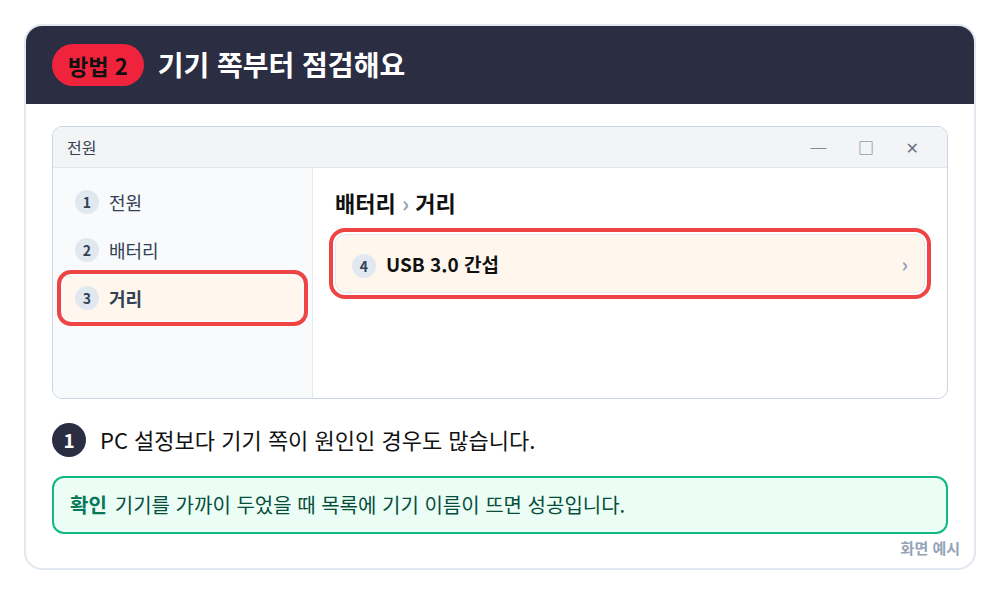 방법 2 기기 쪽부터 점검해요
전원 — □ ✕
1 전원
2 배터리
3 거리
배터리 › 거리
4 USB 3.0 간섭 ›
1 PC 설정보다 기기 쪽이 원인인 경우도 많습니다.
확인 기기를 가까이 두었을 때 목록에 기기 이름이 뜨면 성공입니다.
화면 예시